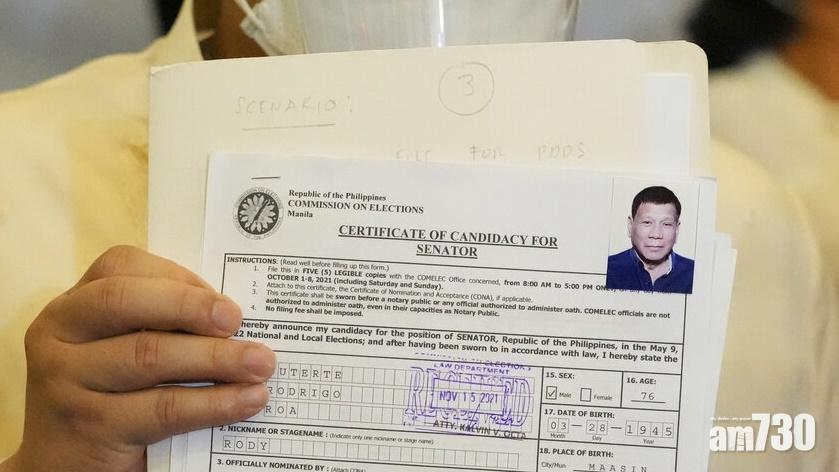 3
SCENARIO:
FILE FOR
Republic of the Philippines
COMMISSION ON ELECTIONS
Manila
CERTIFICATE OF CANDIDACY FOR
SENATOR
INSTRUCTIONS: (Read well before filling up this form.)
1. File this in FIVE (5) LEGIBLE copies with the COMELEC Office concerned, from 8:00 AM to 5:00 PM
OCTOBER 1-8, 2021 (including Saturday and Sunday).
2. Attach to this certificate, the Certificate of Nomination and Acceptance (CONA), if applicable.
3. This certificate shall be sworn before a notary public or any official authorized to administer oath. COMELEC officials are not
authorized to administer oath, even in their capacities as Notary Public.
4. No filing fee shall be imposed.
hereby announce my candidacy for the position of SENATOR, Republic of the Philippines, in the May 9,
22 National and Local Elections; and after having been sworn to in accordance with law, I hereby state the
UTERTE
RODRIGO
ROA
COMMISSION ON ELECTIONS
LAW DEPARTMENT
NOV 15 2021
ATTY. KALVIN V.
15. SEX:
Male
Female
16. AGE:
76
17. DATE OF BIRTH:
03-28-1945
Month Day Year
2. NICKNAME OR STAGENAME: (Indicate only one nickname or stage name)
RODY
18. PLACE OF BIRTH:
City/Mun MAASIN
3. OFFICIALLY NOMINATED BY: (Attach CONA)
am730